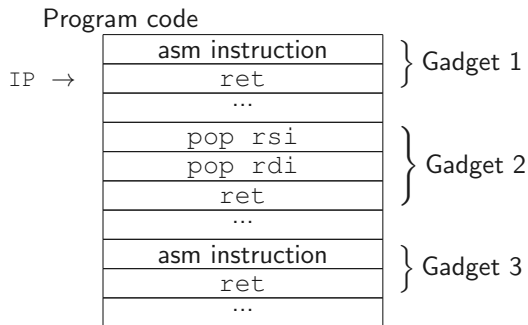 Program code
asm instruction
Gadget 1
IP → ret
...
pop rsi
pop rdi
Gadget 2
ret
...
asm instruction
Gadget 3
ret
...